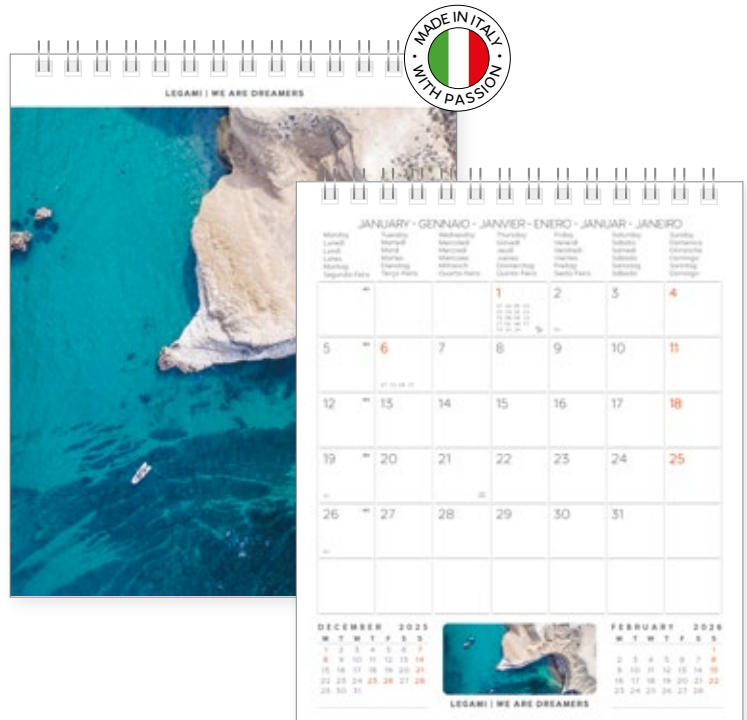 MADE IN ITALY
WITH PASSION
LEGAMI | WE ARE DREAMERS
JANUARY - GENNAIO - JANVIER - ENERO - JANUAR - JANEIRO
Monday Tuesday Wednesday Thursday Friday Saturday Sunday
Lunedì Martedì Mercoledì Giovedì Venerdì Sabato Domenica
Lundi Mardi Mercredi Jeudi Vendredi Samedi Dimanche
Lunes Martes Miércoles Jueves Viernes Sábado Domingo
Montag Dienstag Mittwoch Donnerstag Freitag Samstag Sonntag
Segunda-Feira Terça-Feira Quarta-Feira Quinta-Feira Sexta-Feira Sábado Domingo
1 2 3 4
5 6 7 8 9 10 11
12 13 14 15 16 17 18
19 20 21 22 23 24 25
26 27 28 29 30 31
DECEMBER 2025
M T W T F S S
1 2 3 4 5 6 7
8 9 10 11 12 13 14
15 16 17 18 19 20 21
22 23 24 25 26 27 28
29 30 31
LEGAMI | WE ARE DREAMERS
FEBRUARY 2026
M T W T F S S
1
2 3 4 5 6 7 8
9 10 11 12 13 14 15
16 17 18 19 20 21 22
23 24 25 26 27 28